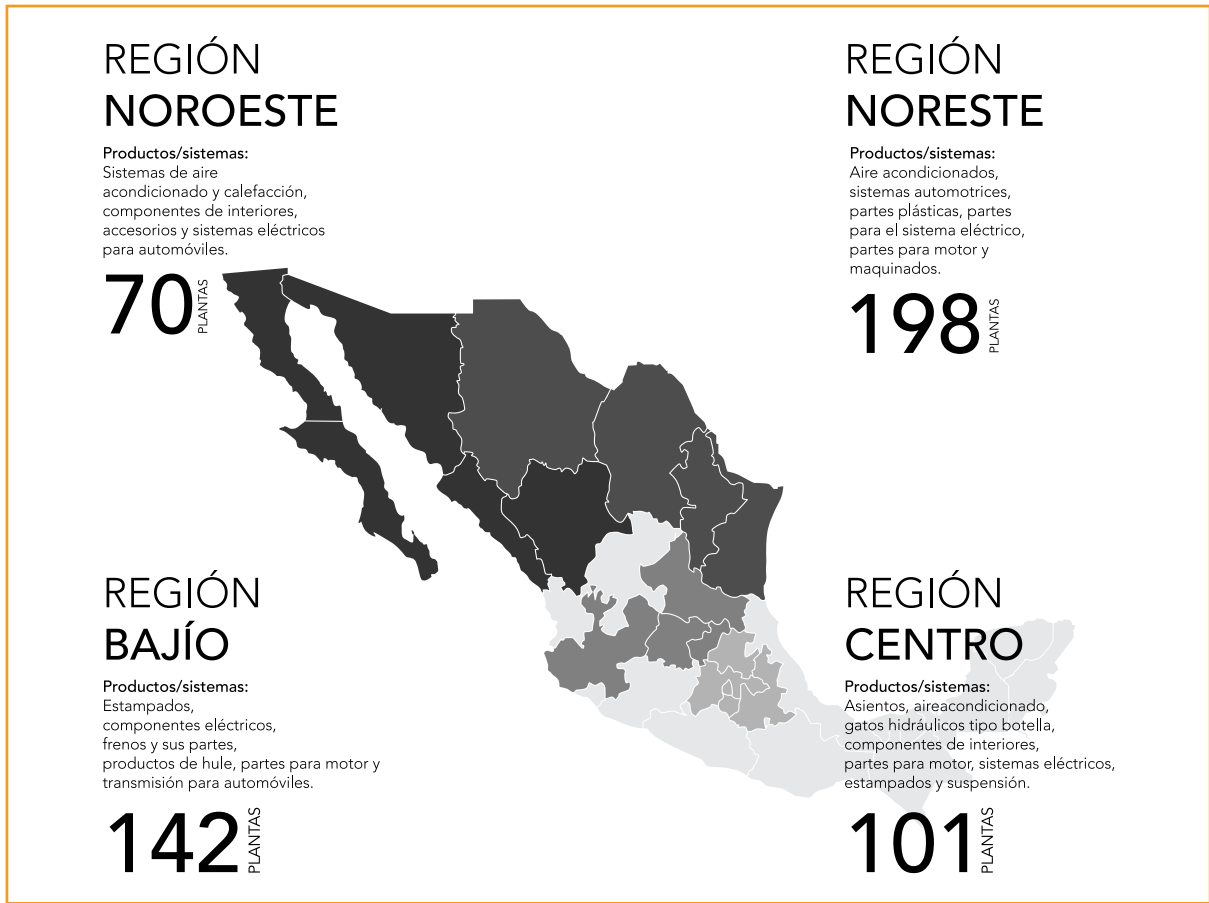 REGIÓN
NOROESTE
Productos/sistemas:
Sistemas de aire
acondicionado y calefacción,
componentes de interiores,
accesorios y sistemas eléctricos
para automóviles.
70
PLANTAS
REGIÓN
NORESTE
Productos/sistemas:
Aire acondicionados,
sistemas automotrices,
partes plásticas, partes
para el sistema eléctrico,
partes para motor y
maquinados.
198
PLANTAS
REGIÓN
BAJÍO
Productos/sistemas:
Estampados,
componentes eléctricos,
frenos y sus partes,
productos de hule, partes para motor y
transmisión para automóviles.
142
PLANTAS
REGIÓN
CENTRO
Productos/sistemas:
Asientos, aireacondicionado,
gatos hidráulicos tipo botella,
componentes de interiores,
partes para motor, sistemas eléctricos,
estampados y suspensión.
101
PLANTAS